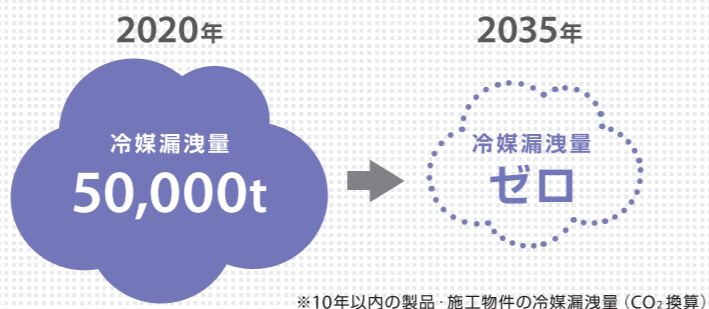 2020年
2035年
冷媒漏洩量
50,000t
冷媒漏洩量
ゼロ
※10年以内の製品・施工物件の冷媒漏洩量（CO₂換算）